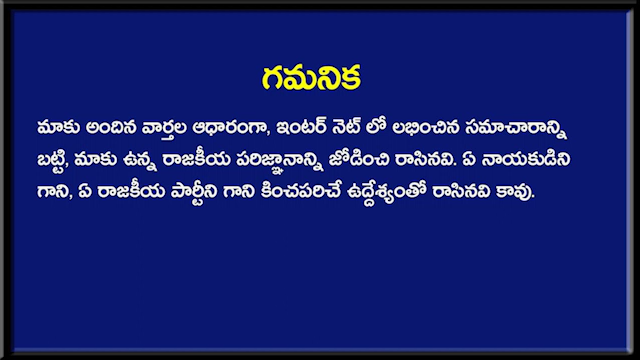 గమనిక
మాకు అందిన వార్తల ఆధారంగా, ఇంటర్ నెట్ లో లభించిన సమాచారాన్ని
బట్టి, మాకు ఉన్న రాజకీయ పరిజ్ఞానాన్ని జోడించి రాసినవి. ఏ నాయకుడిని
గాని, ఏ రాజకీయ పార్టీని గాని కించపరిచే ఉద్దేశ్యంతో రాసినవి కావు.